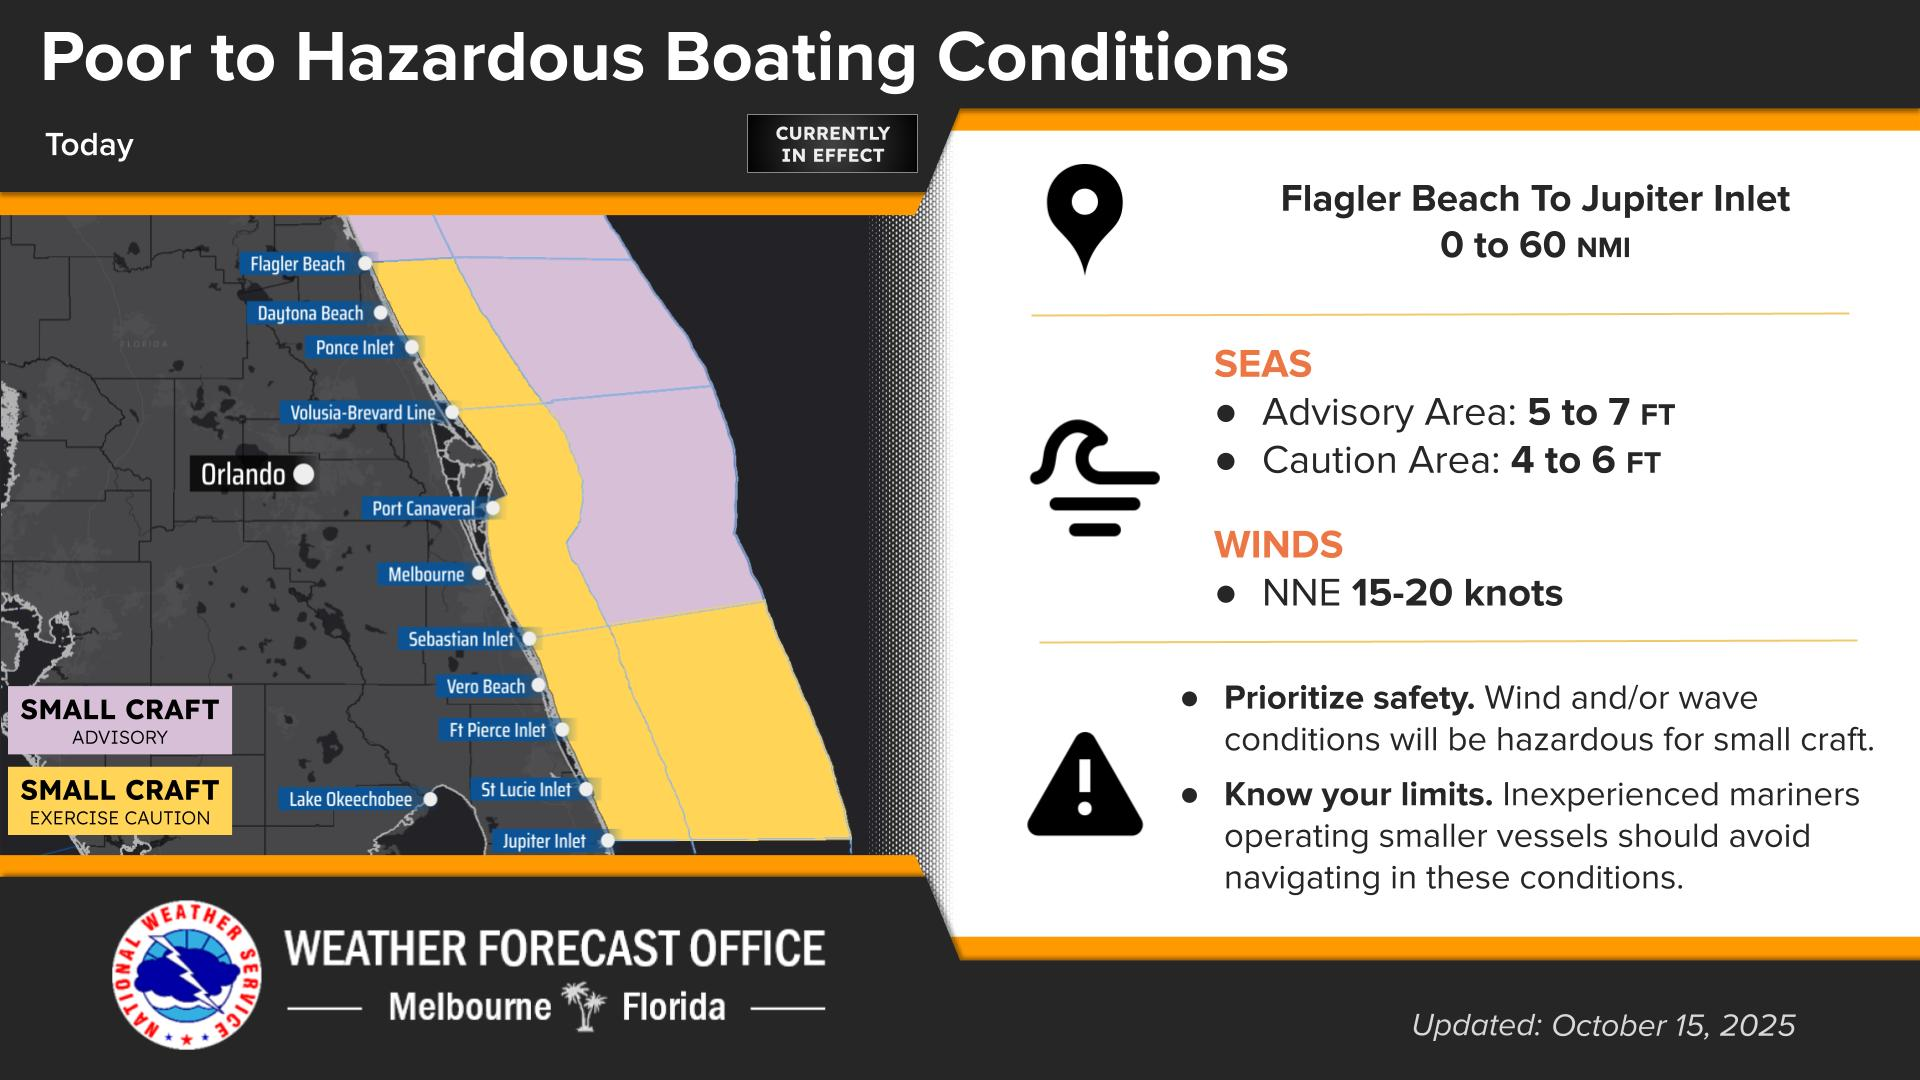 Poor to Hazardous Boating Conditions
Today
CURRENTLY
IN EFFECT
Flagler Beach
Daytona Beach
Ponce Inlet
FLORIDA
Volusia-Brevard Line
Orlando
Port Canaveral
Melbourne
Sebastian Inlet
Vero Beach
Ft Pierce Inlet
St Lucie Inlet
Lake Okeechobee
Jupiter Inlet
SMALL CRAFT
ADVISORY
SMALL CRAFT
EXERCISE CAUTION
Flagler Beach To Jupiter Inlet
0 to 60 NMI
SEAS
● Advisory Area: 5 to 7 FT
● Caution Area: 4 to 6 FT
WINDS
● NNE 15-20 knots
● Prioritize safety. Wind and/or wave
conditions will be hazardous for small craft.
● Know your limits. Inexperienced mariners
operating smaller vessels should avoid
navigating in these conditions.
NATIONAL WEATHER SERVICE
WEATHER FORECAST OFFICE
Melbourne Florida
Updated: October 15, 2025